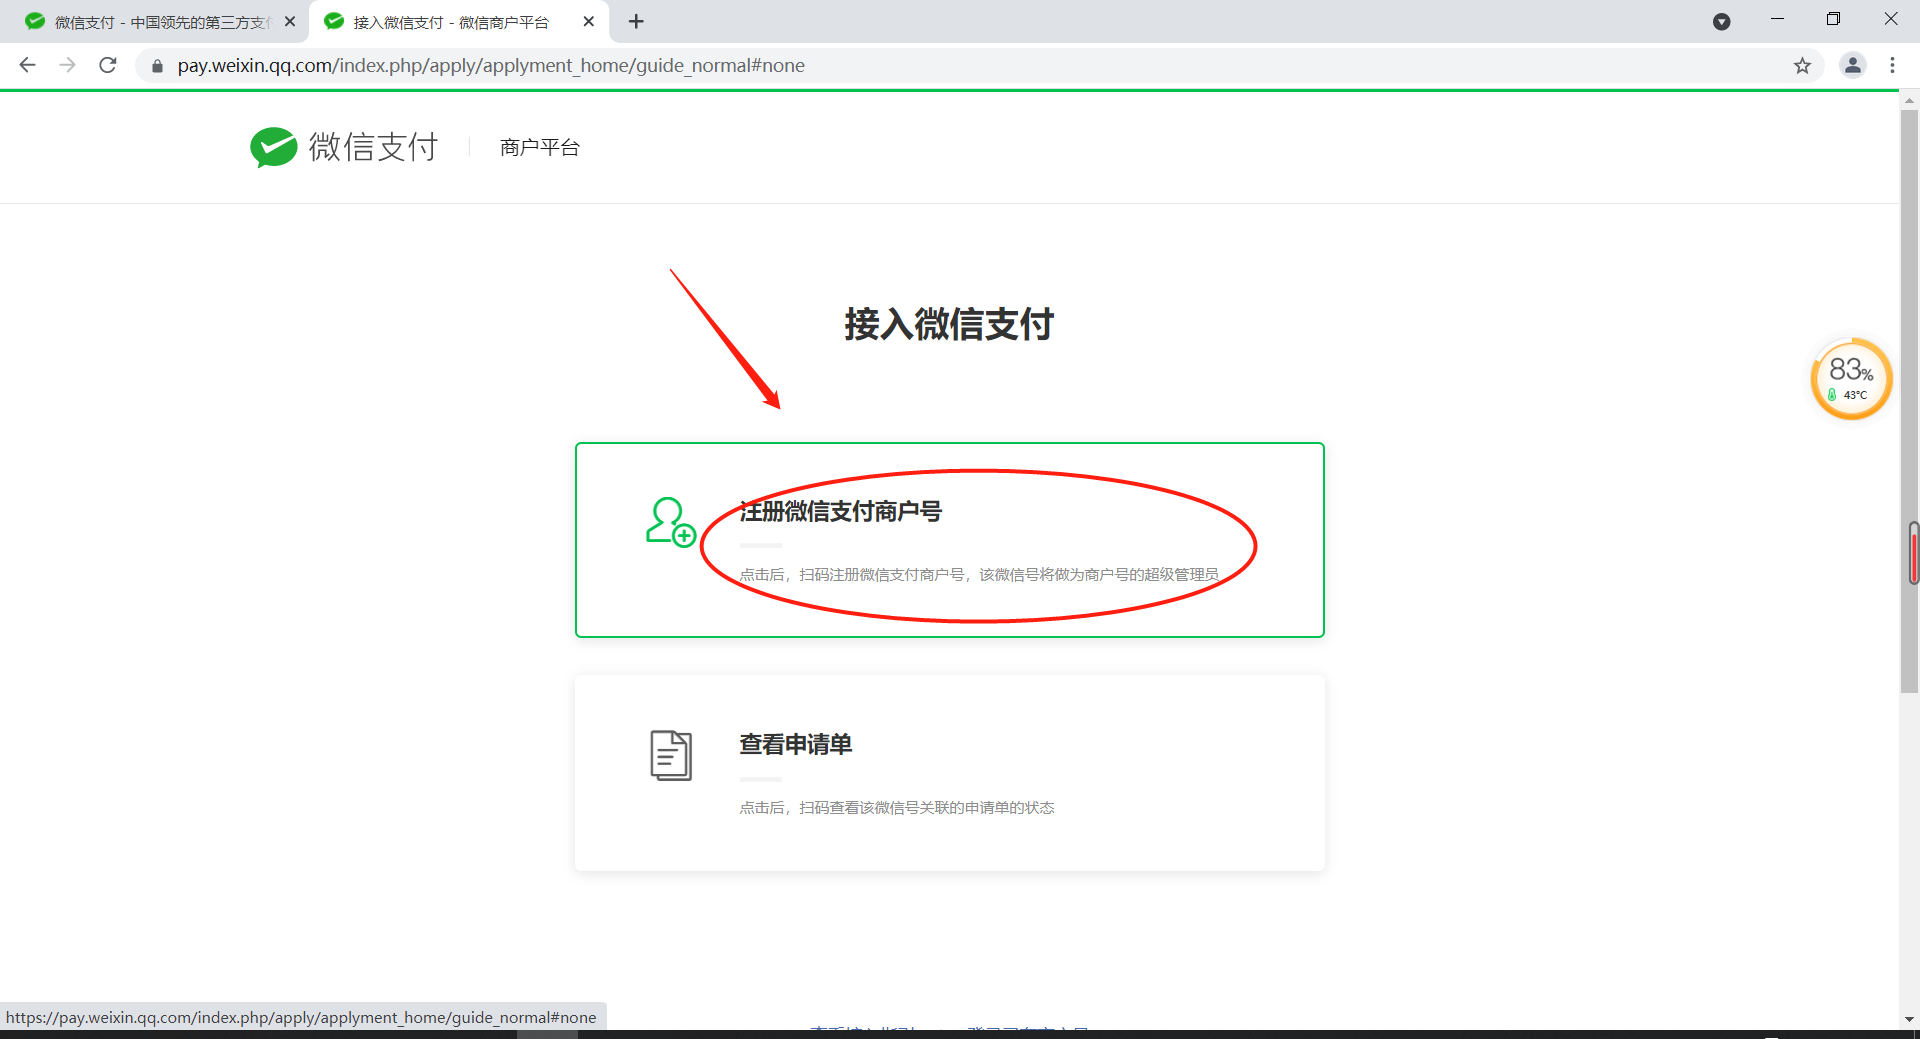 微信支付 - 中国领先的第三方支付
接入微信支付 - 微信商户平台
pay.weixin.qq.com/index.php/apply/applyment_home/guide_normal#none
微信支付
商户平台
接入微信支付
83%
43°C
注册微信支付商户号
点击后，扫码注册微信支付商户号，该微信号将做为商户号的超级管理员
查看申请单
点击后，扫码查看该微信号关联的申请单的状态
https://pay.weixin.qq.com/index.php/apply/applyment_home/guide_normal#none